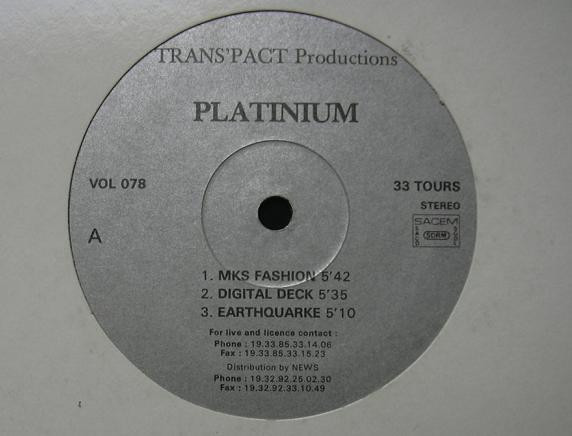 TRANS'PACT Productions
PLATINIUM
VOL 078
33 TOURS
STEREO
A
SACEM
SDRM
1. MKS FASHION 5'42
2. DIGITAL DECK 5'35
3. EARTHQUARKE 5'10
For live and licence contact :
Phone : 19.33.85.33.14.06
Fax : 19.33.85.33.15.23
Distribution by NEWS
Phone : 19.32.92.25.02.30
Fax : 19.32.92.33.10.49